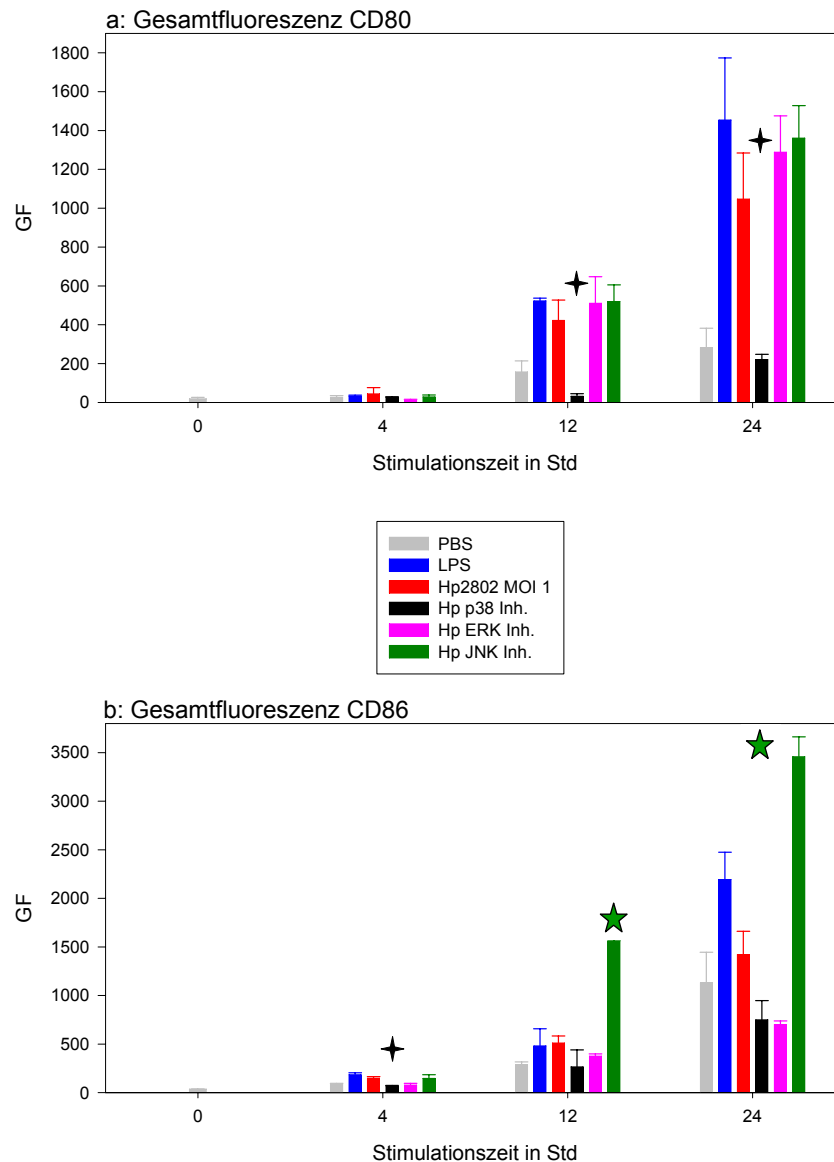 a: Gesamtfluoreszenz CD80
1800
1600
1400
1200
1000
800
600
400
200
0
GF
0 4 12 24
Stimulationszeit in Std
PBS
LPS
Hp2802 MOI 1
Hp p38 Inh.
Hp ERK Inh.
Hp JNK Inh.
b: Gesamtfluoreszenz CD86
3500
3000
2500
2000
1500
1000
500
0
GF
0 4 12 24
Stimulationszeit in Std